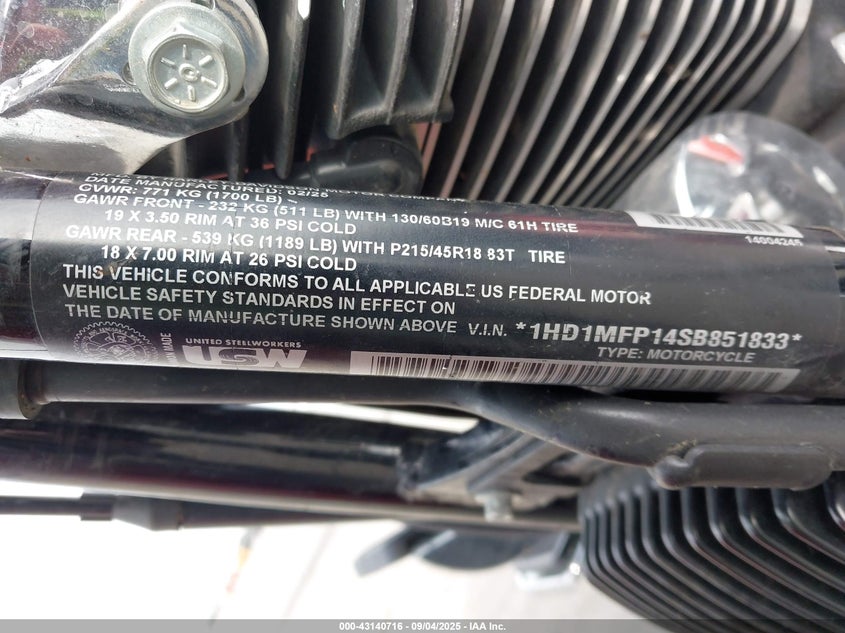 MOTOR COMPANY
DATE MANUFACTURED: 02/25
GVWR: 771 KG (1700 LB)
GAWR FRONT - 232 KG (511 LB) WITH 130/60B19 M/C 61H TIRE
19 X 3.50 RIM AT 36 PSI COLD
GAWR REAR - 539 KG (1189 LB) WITH P215/45R18 83T TIRE
18 X 7.00 RIM AT 26 PSI COLD
THIS VEHICLE CONFORMS TO ALL APPLICABLE US FEDERAL MOTOR
VEHICLE SAFETY STANDARDS IN EFFECT ON
THE DATE OF MANUFACTURE SHOWN ABOVE V.I.N. *1HD1MFP14SB851833*
TYPE: MOTORCYCLE
14004245
UNITED STEELWORKERS
USW
000-43140716 - 09/04/2025 - IAA Inc.